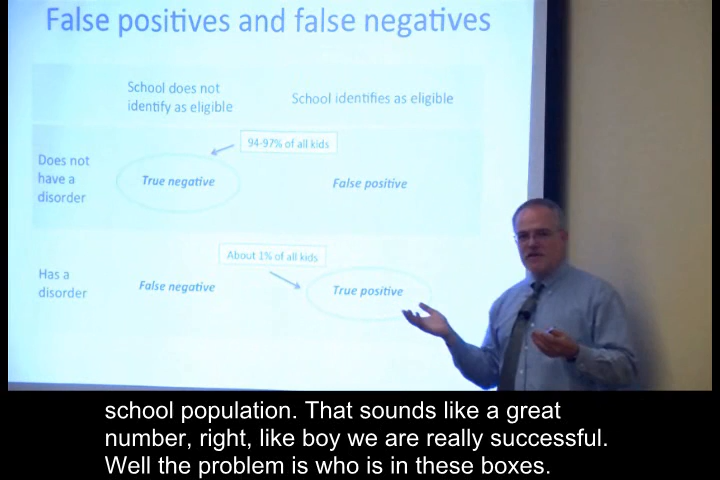 False positives and false negatives
School does not
identify as eligible
School identifies as eligible
94-97% of all kids
Does not
have a
disorder
True negative
False positive
About 1% of all kids
Has a
disorder
False negative
True positive
school population. That sounds like a great
number, right, like boy we are really successful.
Well the problem is who is in these boxes.